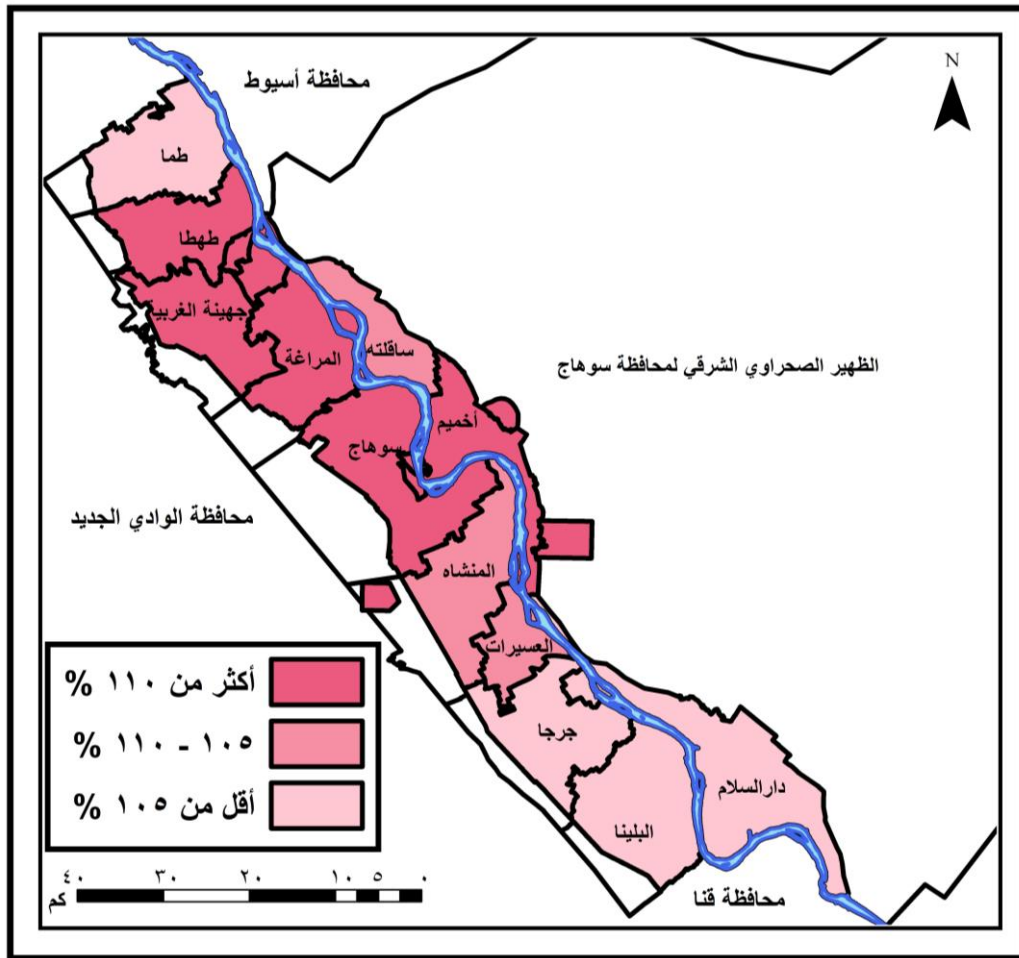 N
محافظة أسيوط
طما
طهطا
جهينة الغربية
المراغة
ساقلته
الظهير الصحراوي الشرقي لمحافظة سوهاج
أخميم
سوهاج
محافظة الوادي الجديد
المنشاه
العسيرات
جرجا
دارالسلام
البلينا
محافظة قنا
أكثر من ١١٠ %
١٠٥ - ١١٠ %
أقل من ١٠٥ %
٤٠ ٣٠ ٢٠ ١٠ ٥ ٠
كم